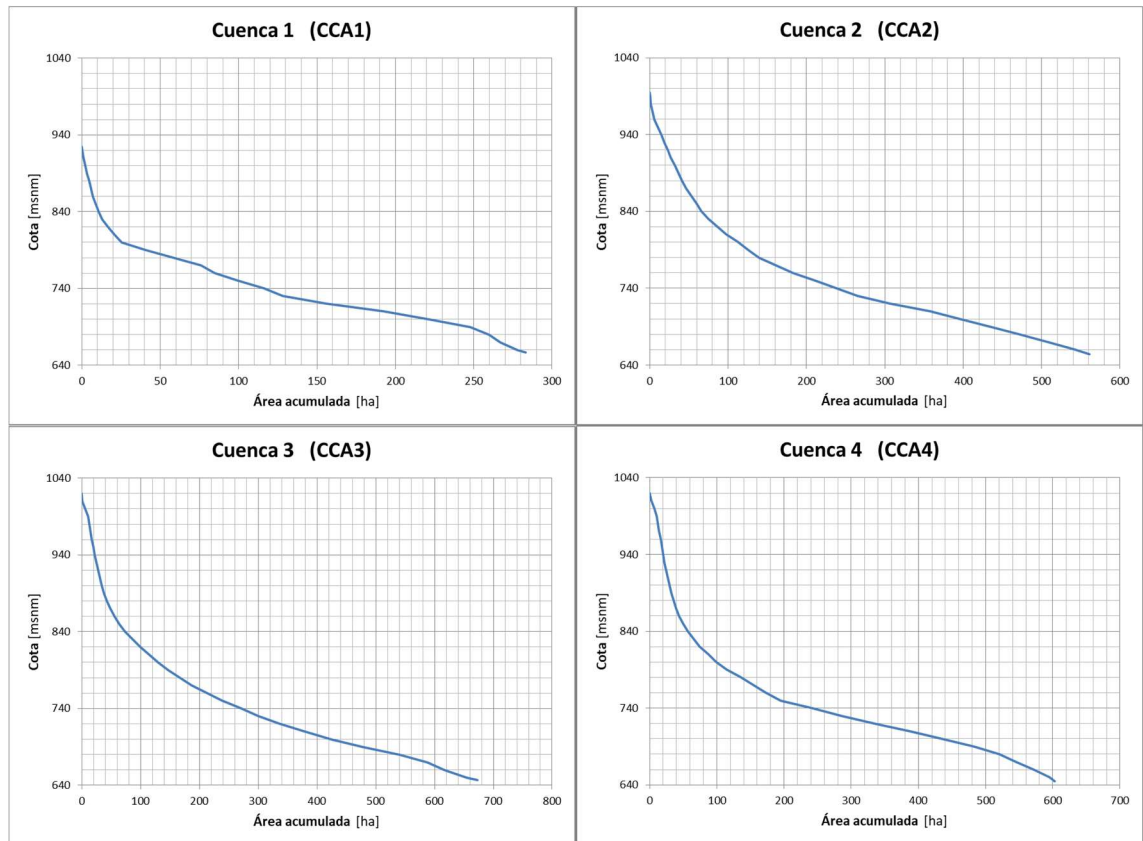 Cuenca 1 (CCA1)
1040
940
840
740
640
Cota [msnm]
0 50 100 150 200 250 300
Área acumulada [ha]
Cuenca 2 (CCA2)
1040
940
840
740
640
Cota [msnm]
0 100 200 300 400 500 600
Área acumulada [ha]
Cuenca 3 (CCA3)
1040
940
840
740
640
Cota [msnm]
0 100 200 300 400 500 600 700 800
Área acumulada [ha]
Cuenca 4 (CCA4)
1040
940
840
740
640
Cota [msnm]
0 100 200 300 400 500 600 700
Área acumulada [ha]